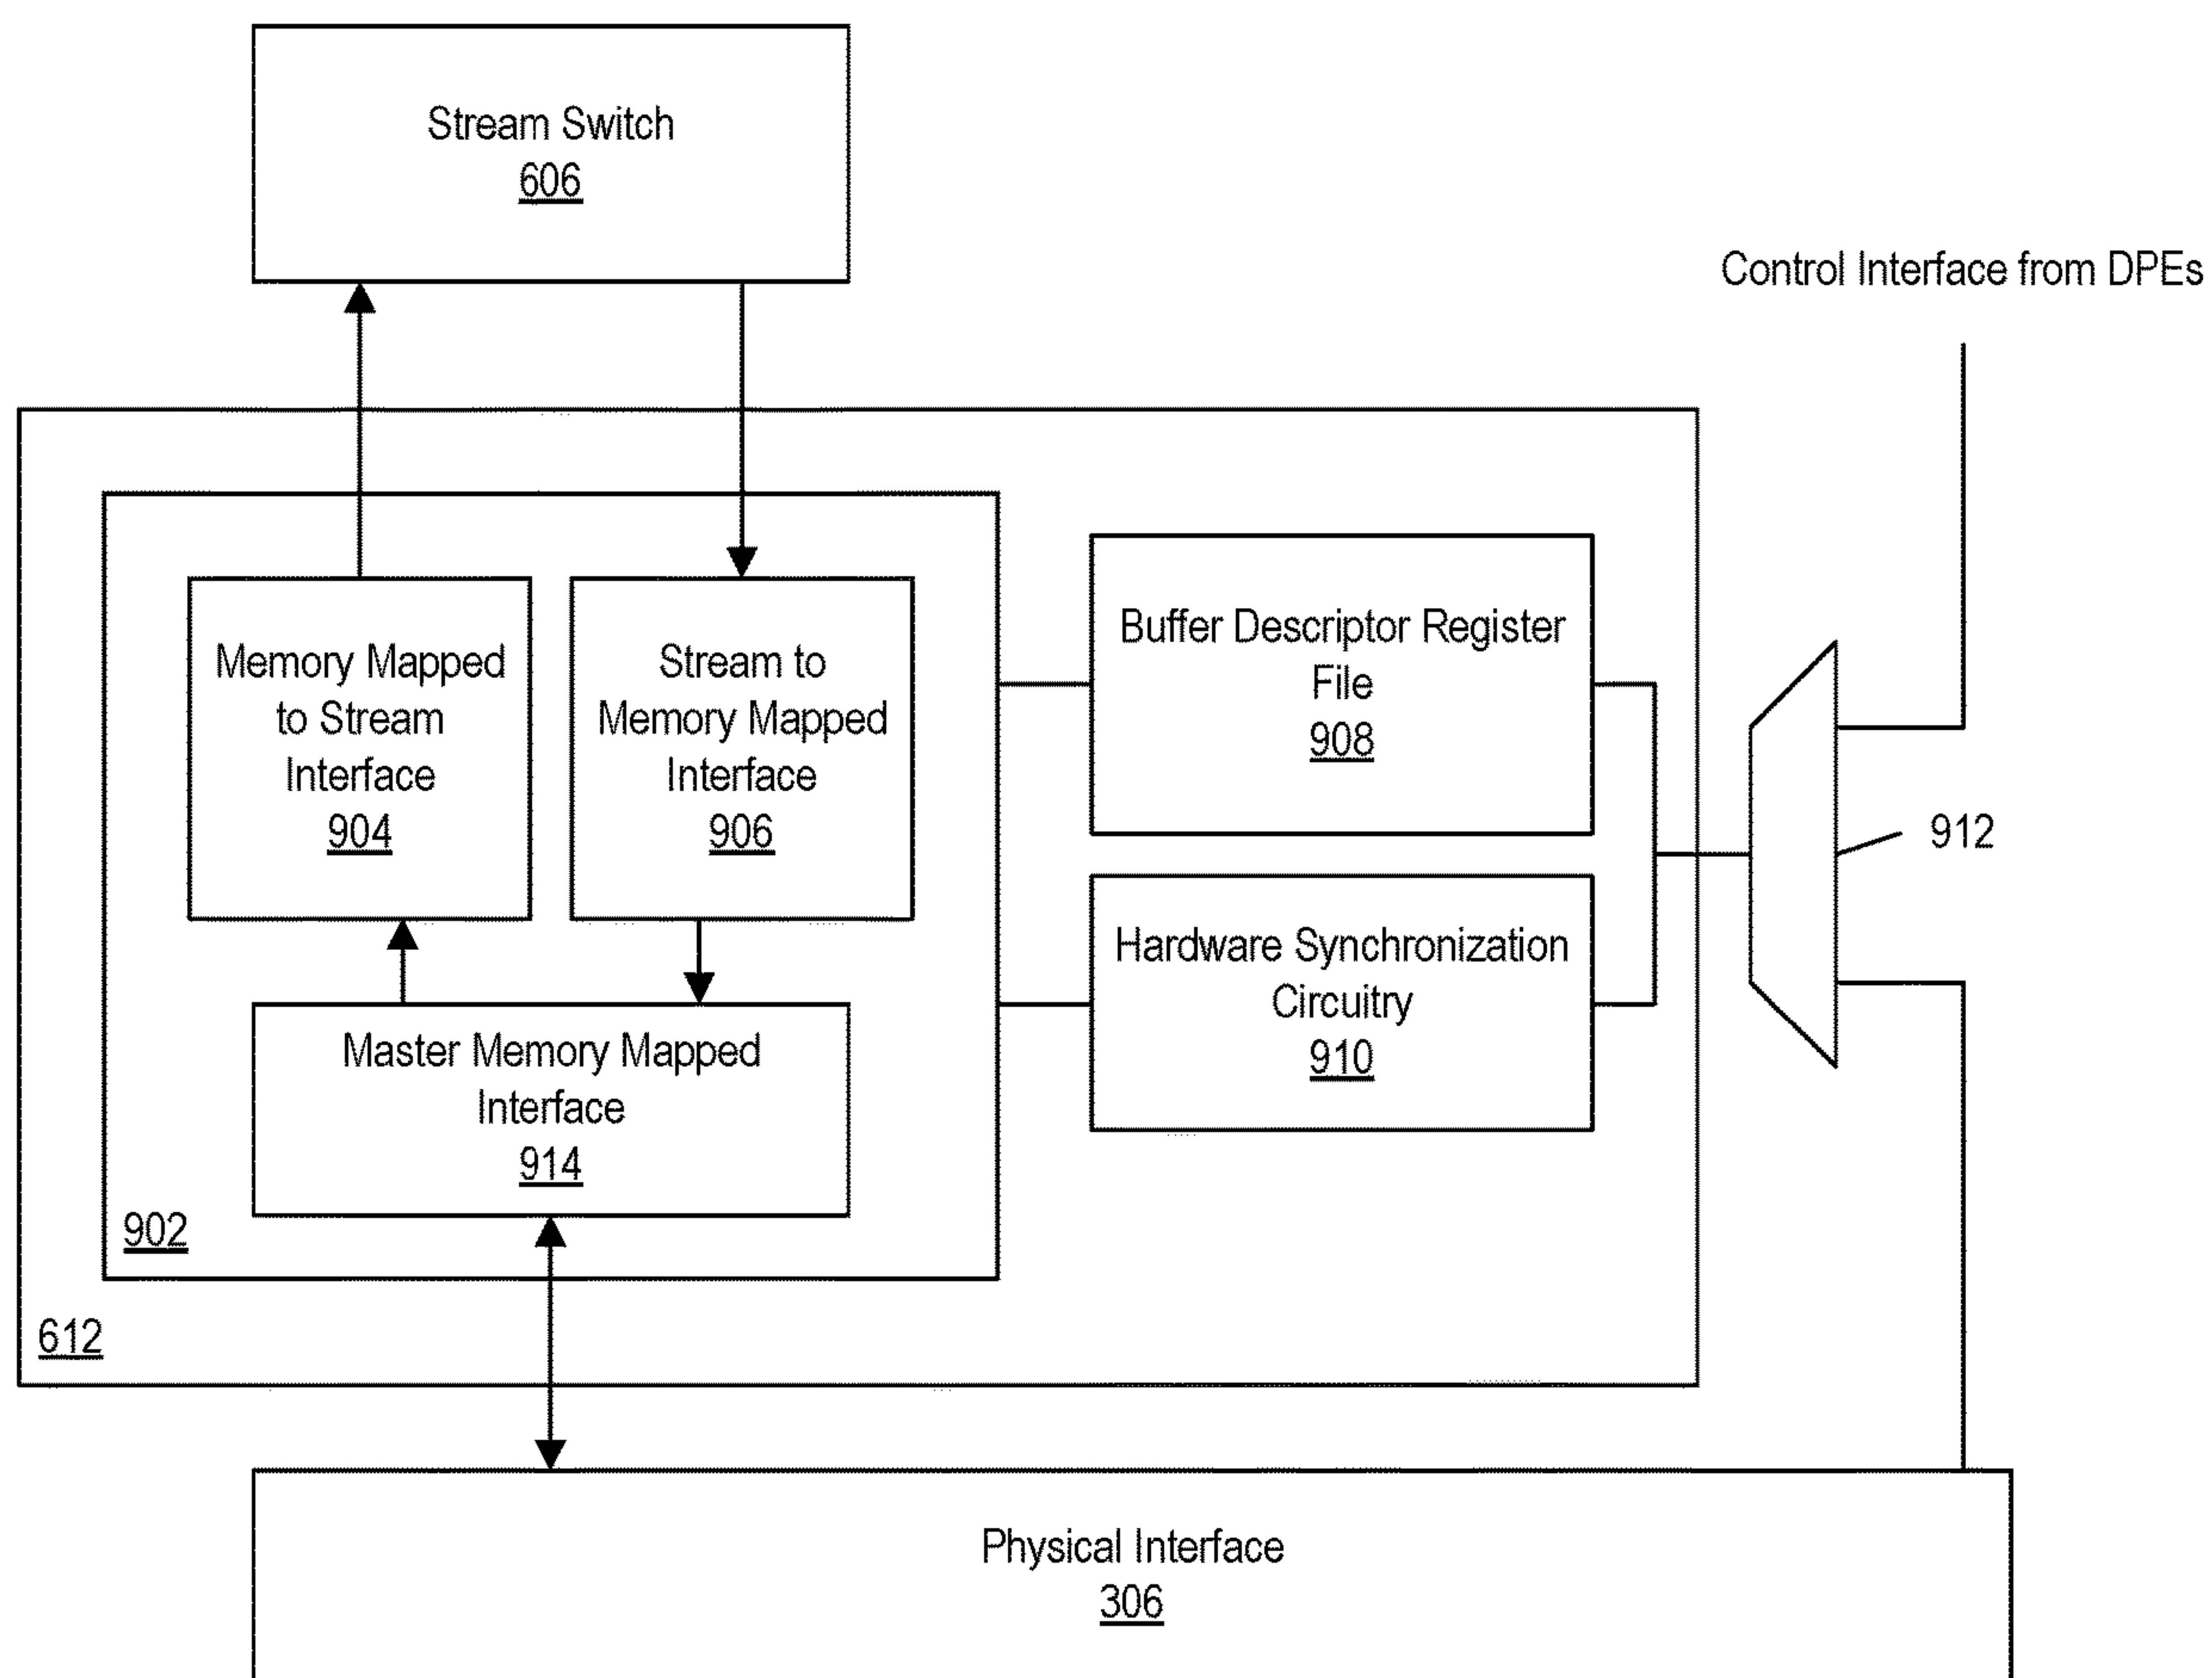 Stream Switch
606
Control Interface from DPEs
Memory Mapped
to Stream
Interface
904
Stream to
Memory Mapped
Interface
906
Buffer Descriptor Register
File
908
912
Hardware Synchronization
Circuitry
910
Master Memory Mapped
Interface
914
902
612
Physical Interface
306